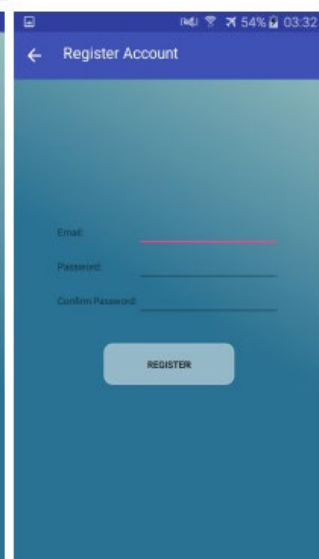 54% 03:32
Register Account
Email:
Password:
Confirm Password:
REGISTER